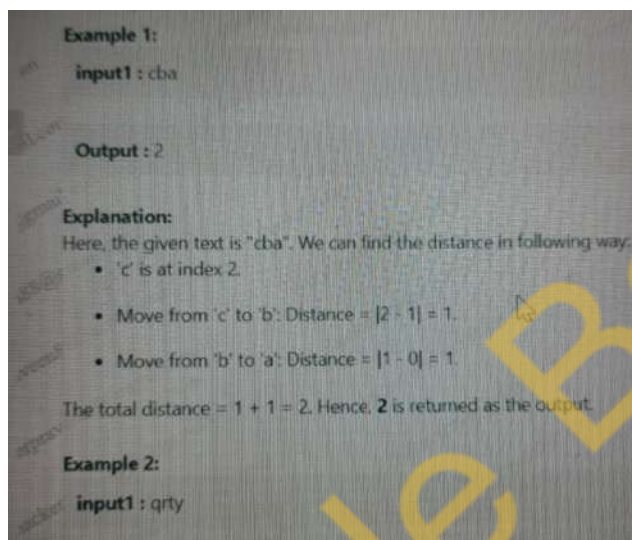 Example 1:
input1 : cba
Output : 2
Explanation:
Here, the given text is "cba". We can find the distance in following way:
• 'c' is at index 2.
• Move from 'c' to 'b': Distance = |2 - 1| = 1.
• Move from 'b' to 'a': Distance = |1 - 0| = 1.
The total distance = 1 + 1 = 2. Hence, 2 is returned as the output.
Example 2:
input1 : qrty